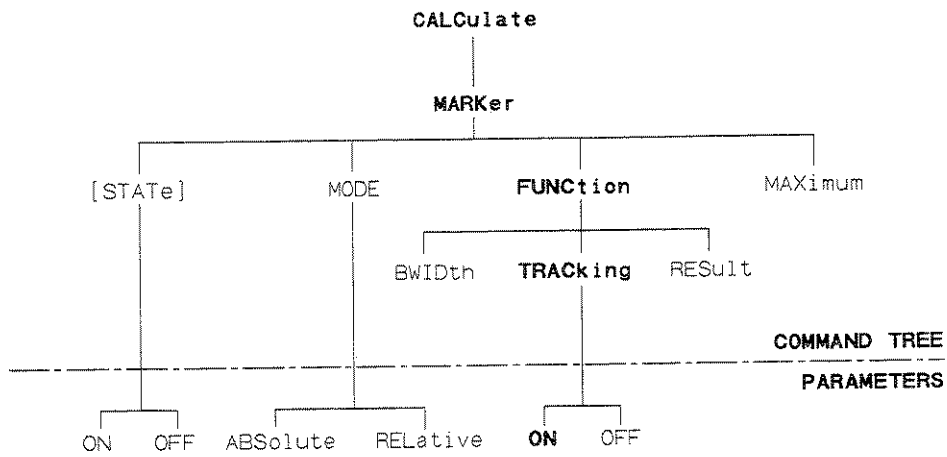 CALCulate
MARKer
[STATe] MODE FUNCtion MAXimum
BWIDth TRACking RESult
COMMAND TREE
PARAMETERS
ON OFF ABSolute RELative ON OFF